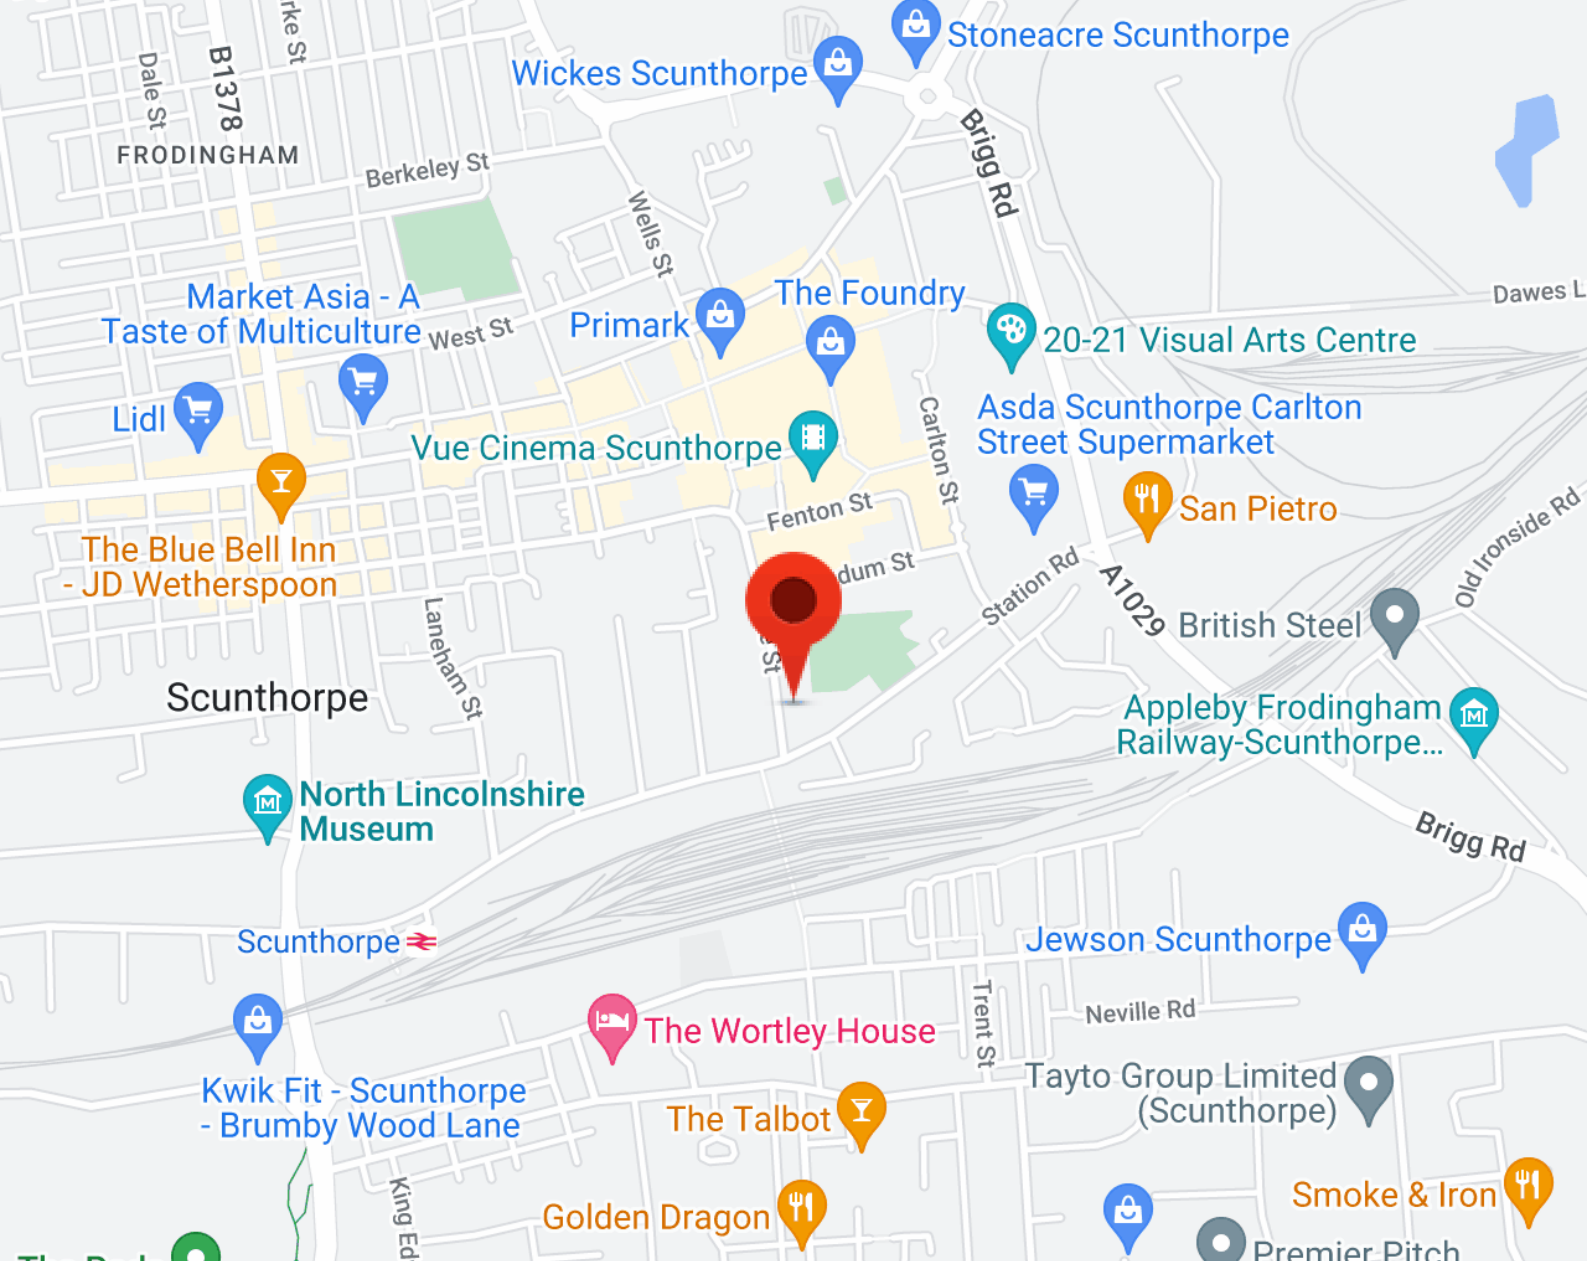 rke St
Dale St
B1378
FRODINGHAM
Berkeley St
Stoneacre Scunthorpe
Wickes Scunthorpe
Brigg Rd
Wells St
Market Asia - A
Taste of Multiculture
West St
Primark
The Foundry
Dawes L
20-21 Visual Arts Centre
Lidl
Vue Cinema Scunthorpe
Carlton St
Asda Scunthorpe Carlton
Street Supermarket
San Pietro
Fenton St
The Blue Bell Inn
- JD Wetherspoon
dum St
Station Rd
A1029
Old Ironside Rd
British Steel
Laneham St
e St
Scunthorpe
Appleby Frodingham
Railway-Scunthorpe...
North Lincolnshire
Museum
Brigg Rd
Scunthorpe
Jewson Scunthorpe
Trent St
Neville Rd
The Wortley House
Kwik Fit - Scunthorpe
- Brumby Wood Lane
Tayto Group Limited
(Scunthorpe)
The Talbot
King Ed
Golden Dragon
Smoke & Iron
Premier Pitch